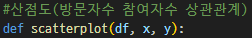 #산점도(방문자수 참여자수 상관관계)
def scatterplot(df, x, y):